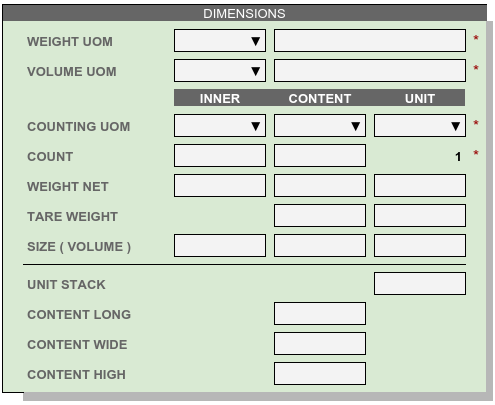 DIMENSIONS
WEIGHT UOM *
VOLUME UOM *
INNER CONTENT UNIT
COUNTING UOM *
COUNT 1 *
WEIGHT NET
TARE WEIGHT
SIZE ( VOLUME )
UNIT STACK
CONTENT LONG
CONTENT WIDE
CONTENT HIGH